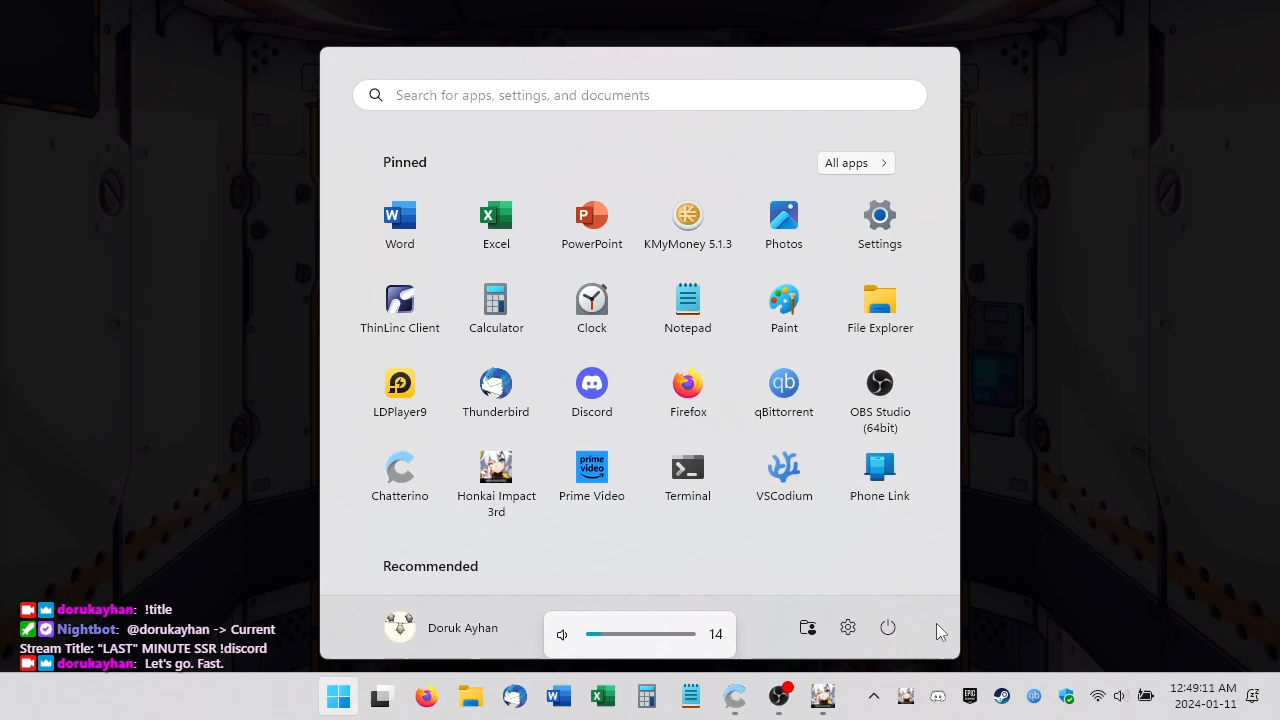 Search for apps, settings, and documents
Pinned
All apps
Word
Excel
PowerPoint
KMyMoney 5.1.3
Photos
Settings
ThinLinc Client
Calculator
Clock
Notepad
Paint
File Explorer
LDPlayer9
Thunderbird
Discord
Firefox
qBittorrent
OBS Studio
(64bit)
Chatterino
Honkai Impact
3rd
prime video
Prime Video
Terminal
VSCodium
Phone Link
Recommended
Doruk Ayhan
14
dorukayhan: !title
Nightbot: @dorukayhan -> Current
Stream Title: "LAST" MINUTE SSR !discord
dorukayhan: Let's go. Fast.
12:49:11 AM
2024-01-11